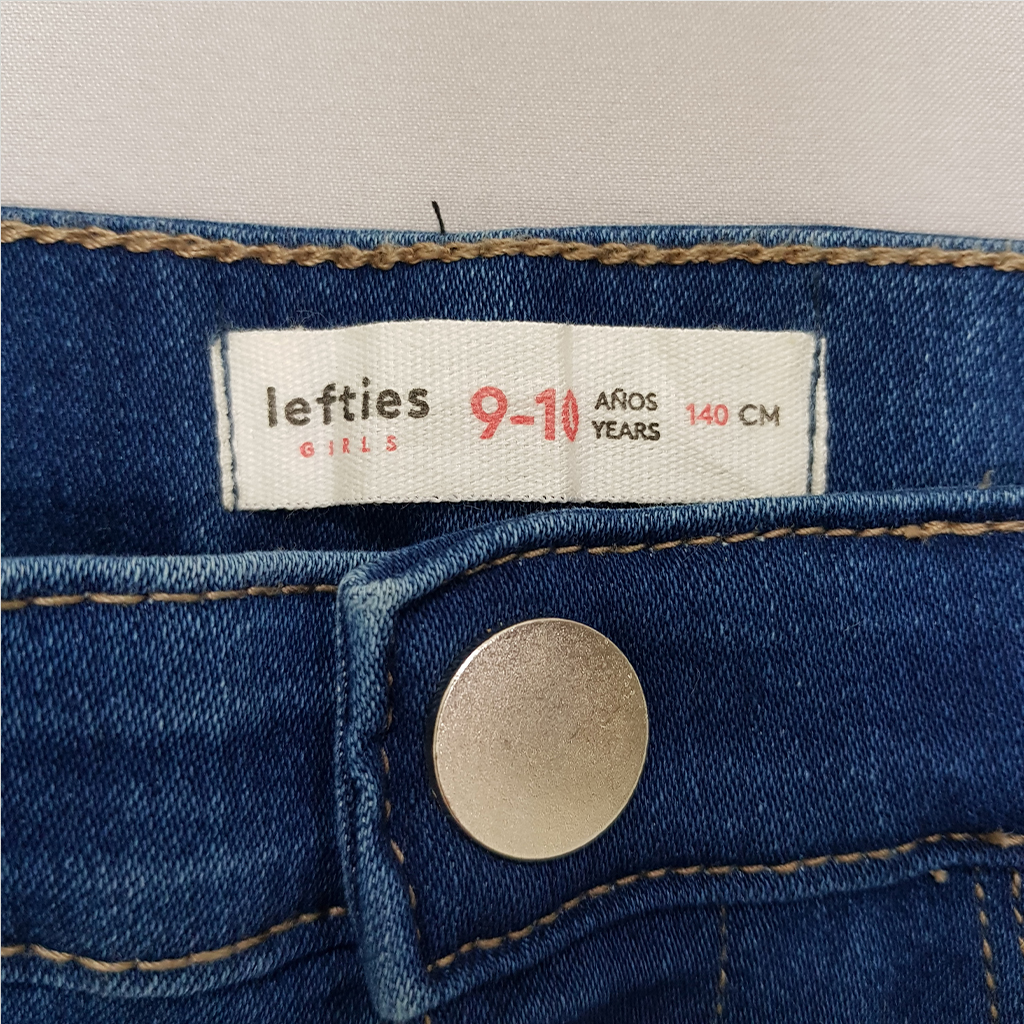 lefties 9-10 AÑOS 140 CM
GIRLS YEARS